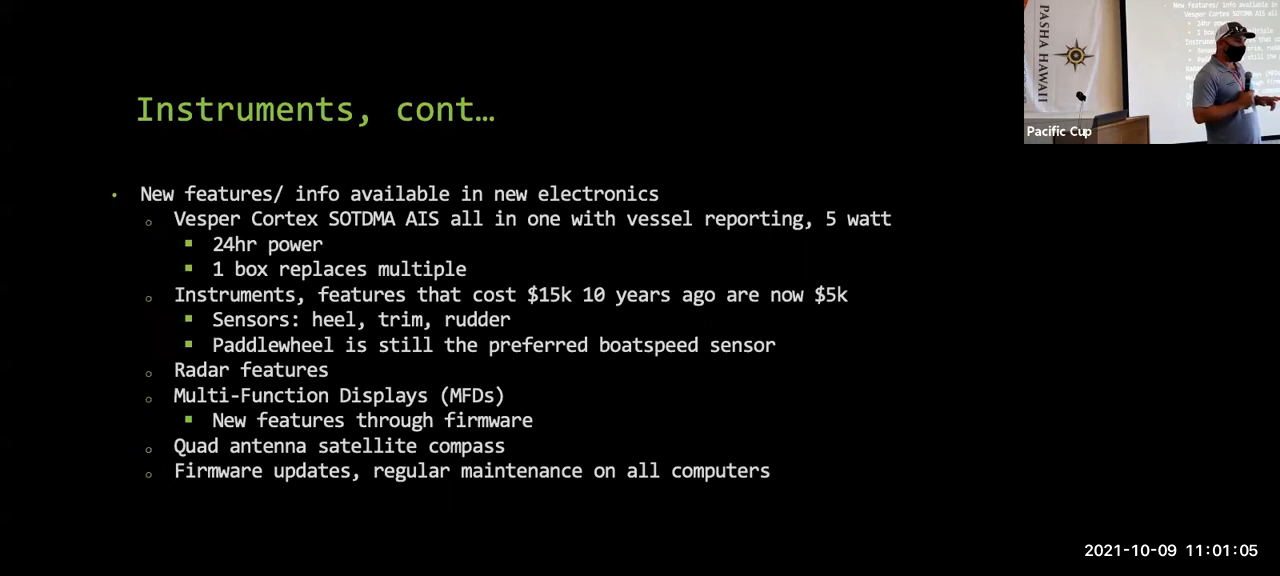 Instruments, cont…
New features/ info available in new electronics
Vesper Cortex SOTDMA AIS all in one with vessel reporting, 5 watt
24hr power
1 box replaces multiple
Instruments, features that cost $15k 10 years ago are now $5k
Sensors: heel, trim, rudder
Paddlewheel is still the preferred boatspeed sensor
Radar features
Multi-Function Displays (MFDs)
New features through firmware
Quad antenna satellite compass
Firmware updates, regular maintenance on all computers
PASHA HAWAII
Pacific Cup
2021-10-09 11:01:05